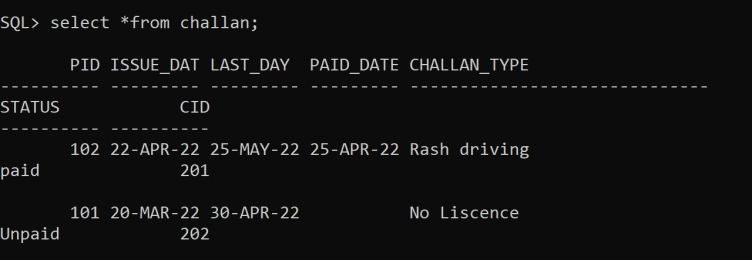 SQL> select *from challan;
       PID ISSUE_DAT LAST_DAY  PAID_DATE CHALLAN_TYPE
---------- --------- --------- --------- ------------------------------
STATUS            CID
---------- ----------
       102 22-APR-22 25-MAY-22 25-APR-22 Rash driving
paid              201
       101 20-MAR-22 30-APR-22           No Liscence
Unpaid            202